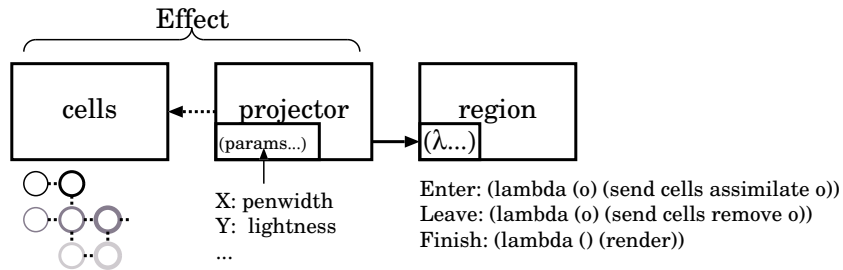 Effect
cells
projector
region
(params...)
(λ...)
X: penwidth
Y: lightness
...
Enter: (lambda (o) (send cells assimilate o))
Leave: (lambda (o) (send cells remove o))
Finish: (lambda () (render))